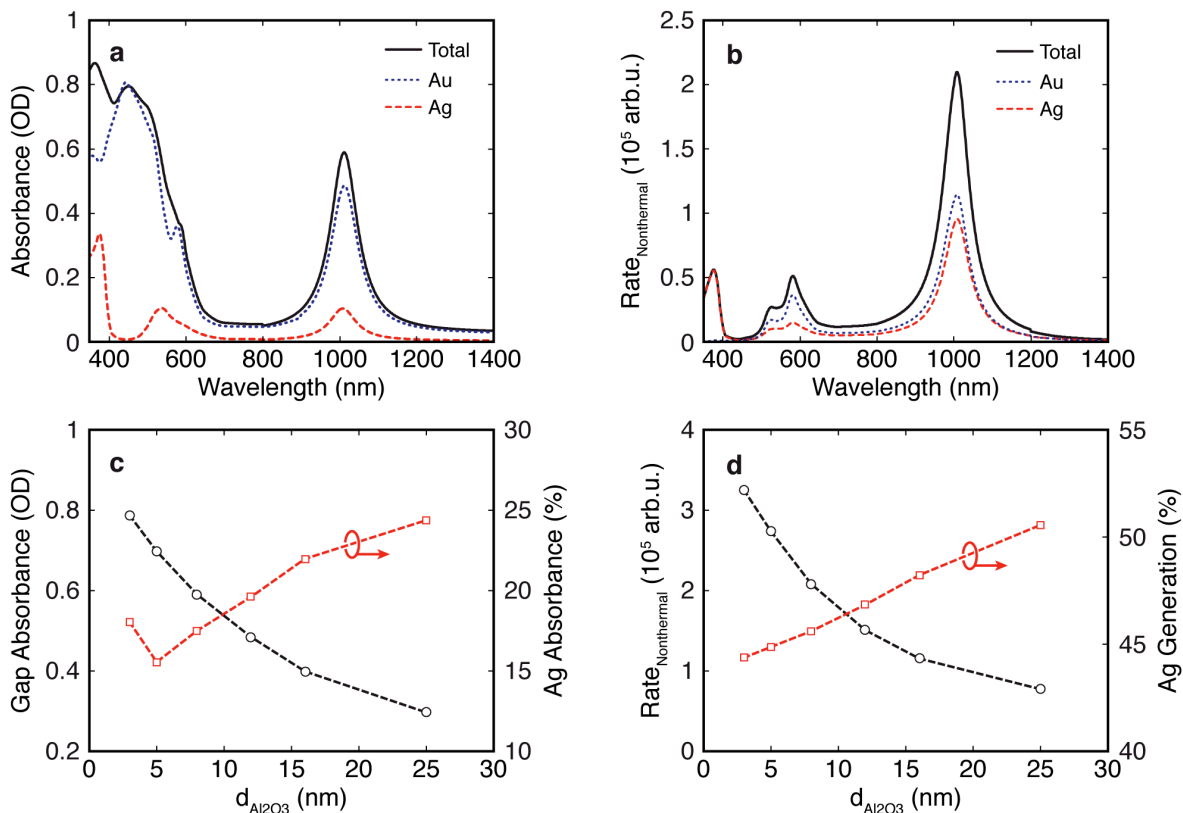 a
Total
Au
Ag
1
0.8
0.6
0.4
0.2
0
Absorbance (OD)
400 600 800 1000 1200 1400
Wavelength (nm)
b
Total
Au
Ag
2.5
2
1.5
1
0.5
0
Rate_Nonthermal (10^5 arb.u.)
400 600 800 1000 1200 1400
Wavelength (nm)
c
1
0.8
0.6
0.4
0.2
Gap Absorbance (OD)
30
25
20
15
10
Ag Absorbance (%)
0 5 10 15 20 25 30
d_Al2O3 (nm)
d
4
3
2
1
0
Rate_Nonthermal (10^5 arb.u.)
55
50
45
40
Ag Generation (%)
0 5 10 15 20 25 30
d_Al2O3 (nm)